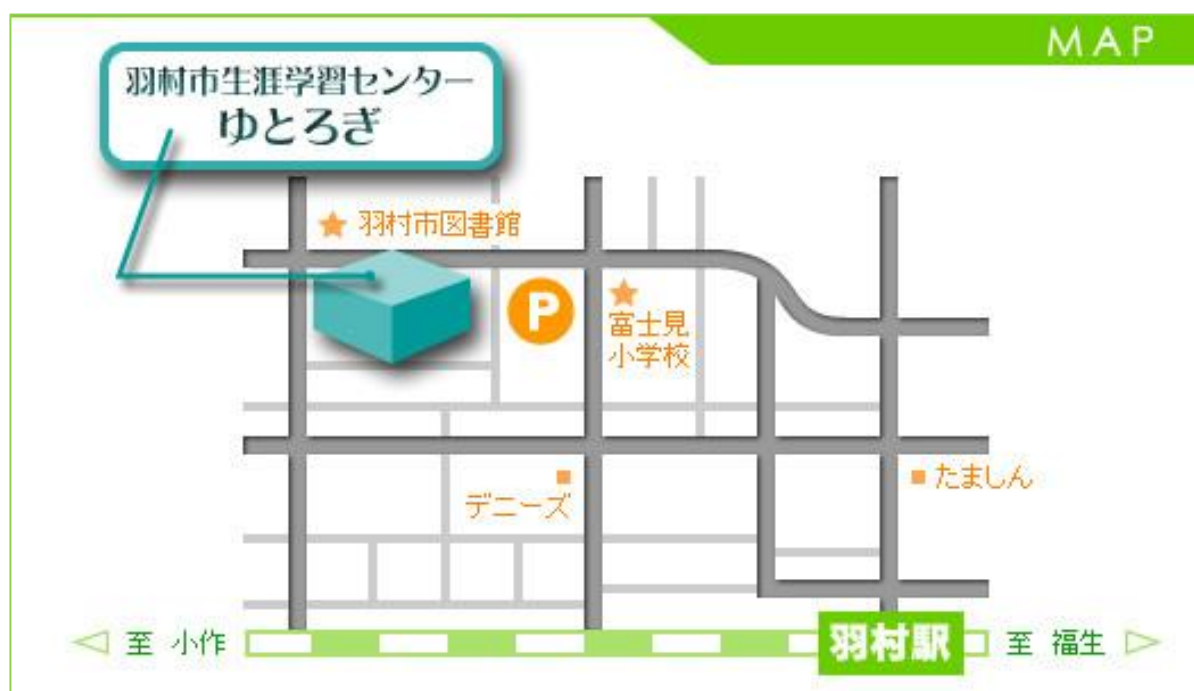 MAP
羽村市生涯学習センター
ゆとろぎ
羽村市図書館
P
富士見
小学校
デニーズ
たましん
至 小作
羽村駅
至 福生